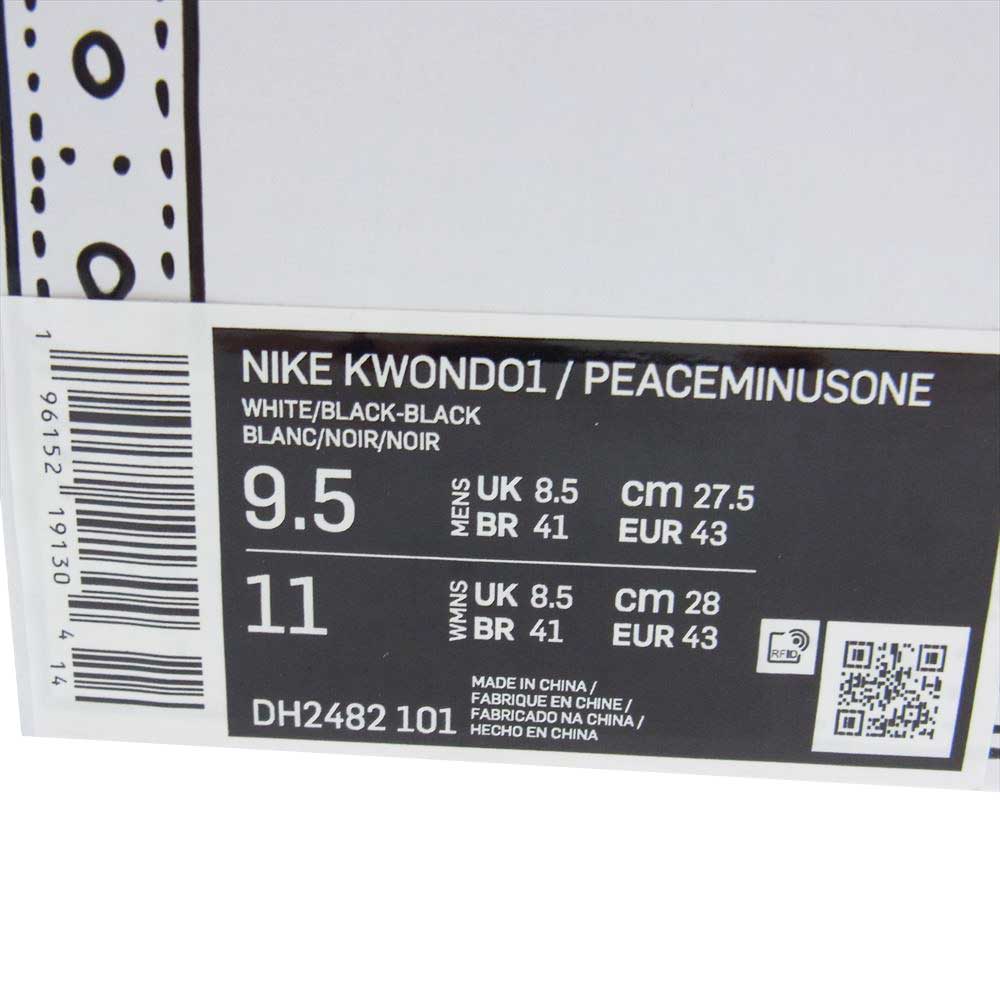 NIKE KWONDO1 / PEACEMINUSONE
WHITE/BLACK-BLACK
BLANC/NOIR/NOIR
9.5 MENS UK 8.5 cm 27.5
BR 41 EUR 43
11 WMNS UK 8.5 cm 28
BR 41 EUR 43
RFID
DH2482 101
MADE IN CHINA /
FABRIQUE EN CHINE /
FABRICADO NA CHINA /
HECHO EN CHINA
1 96152 19130 4 14